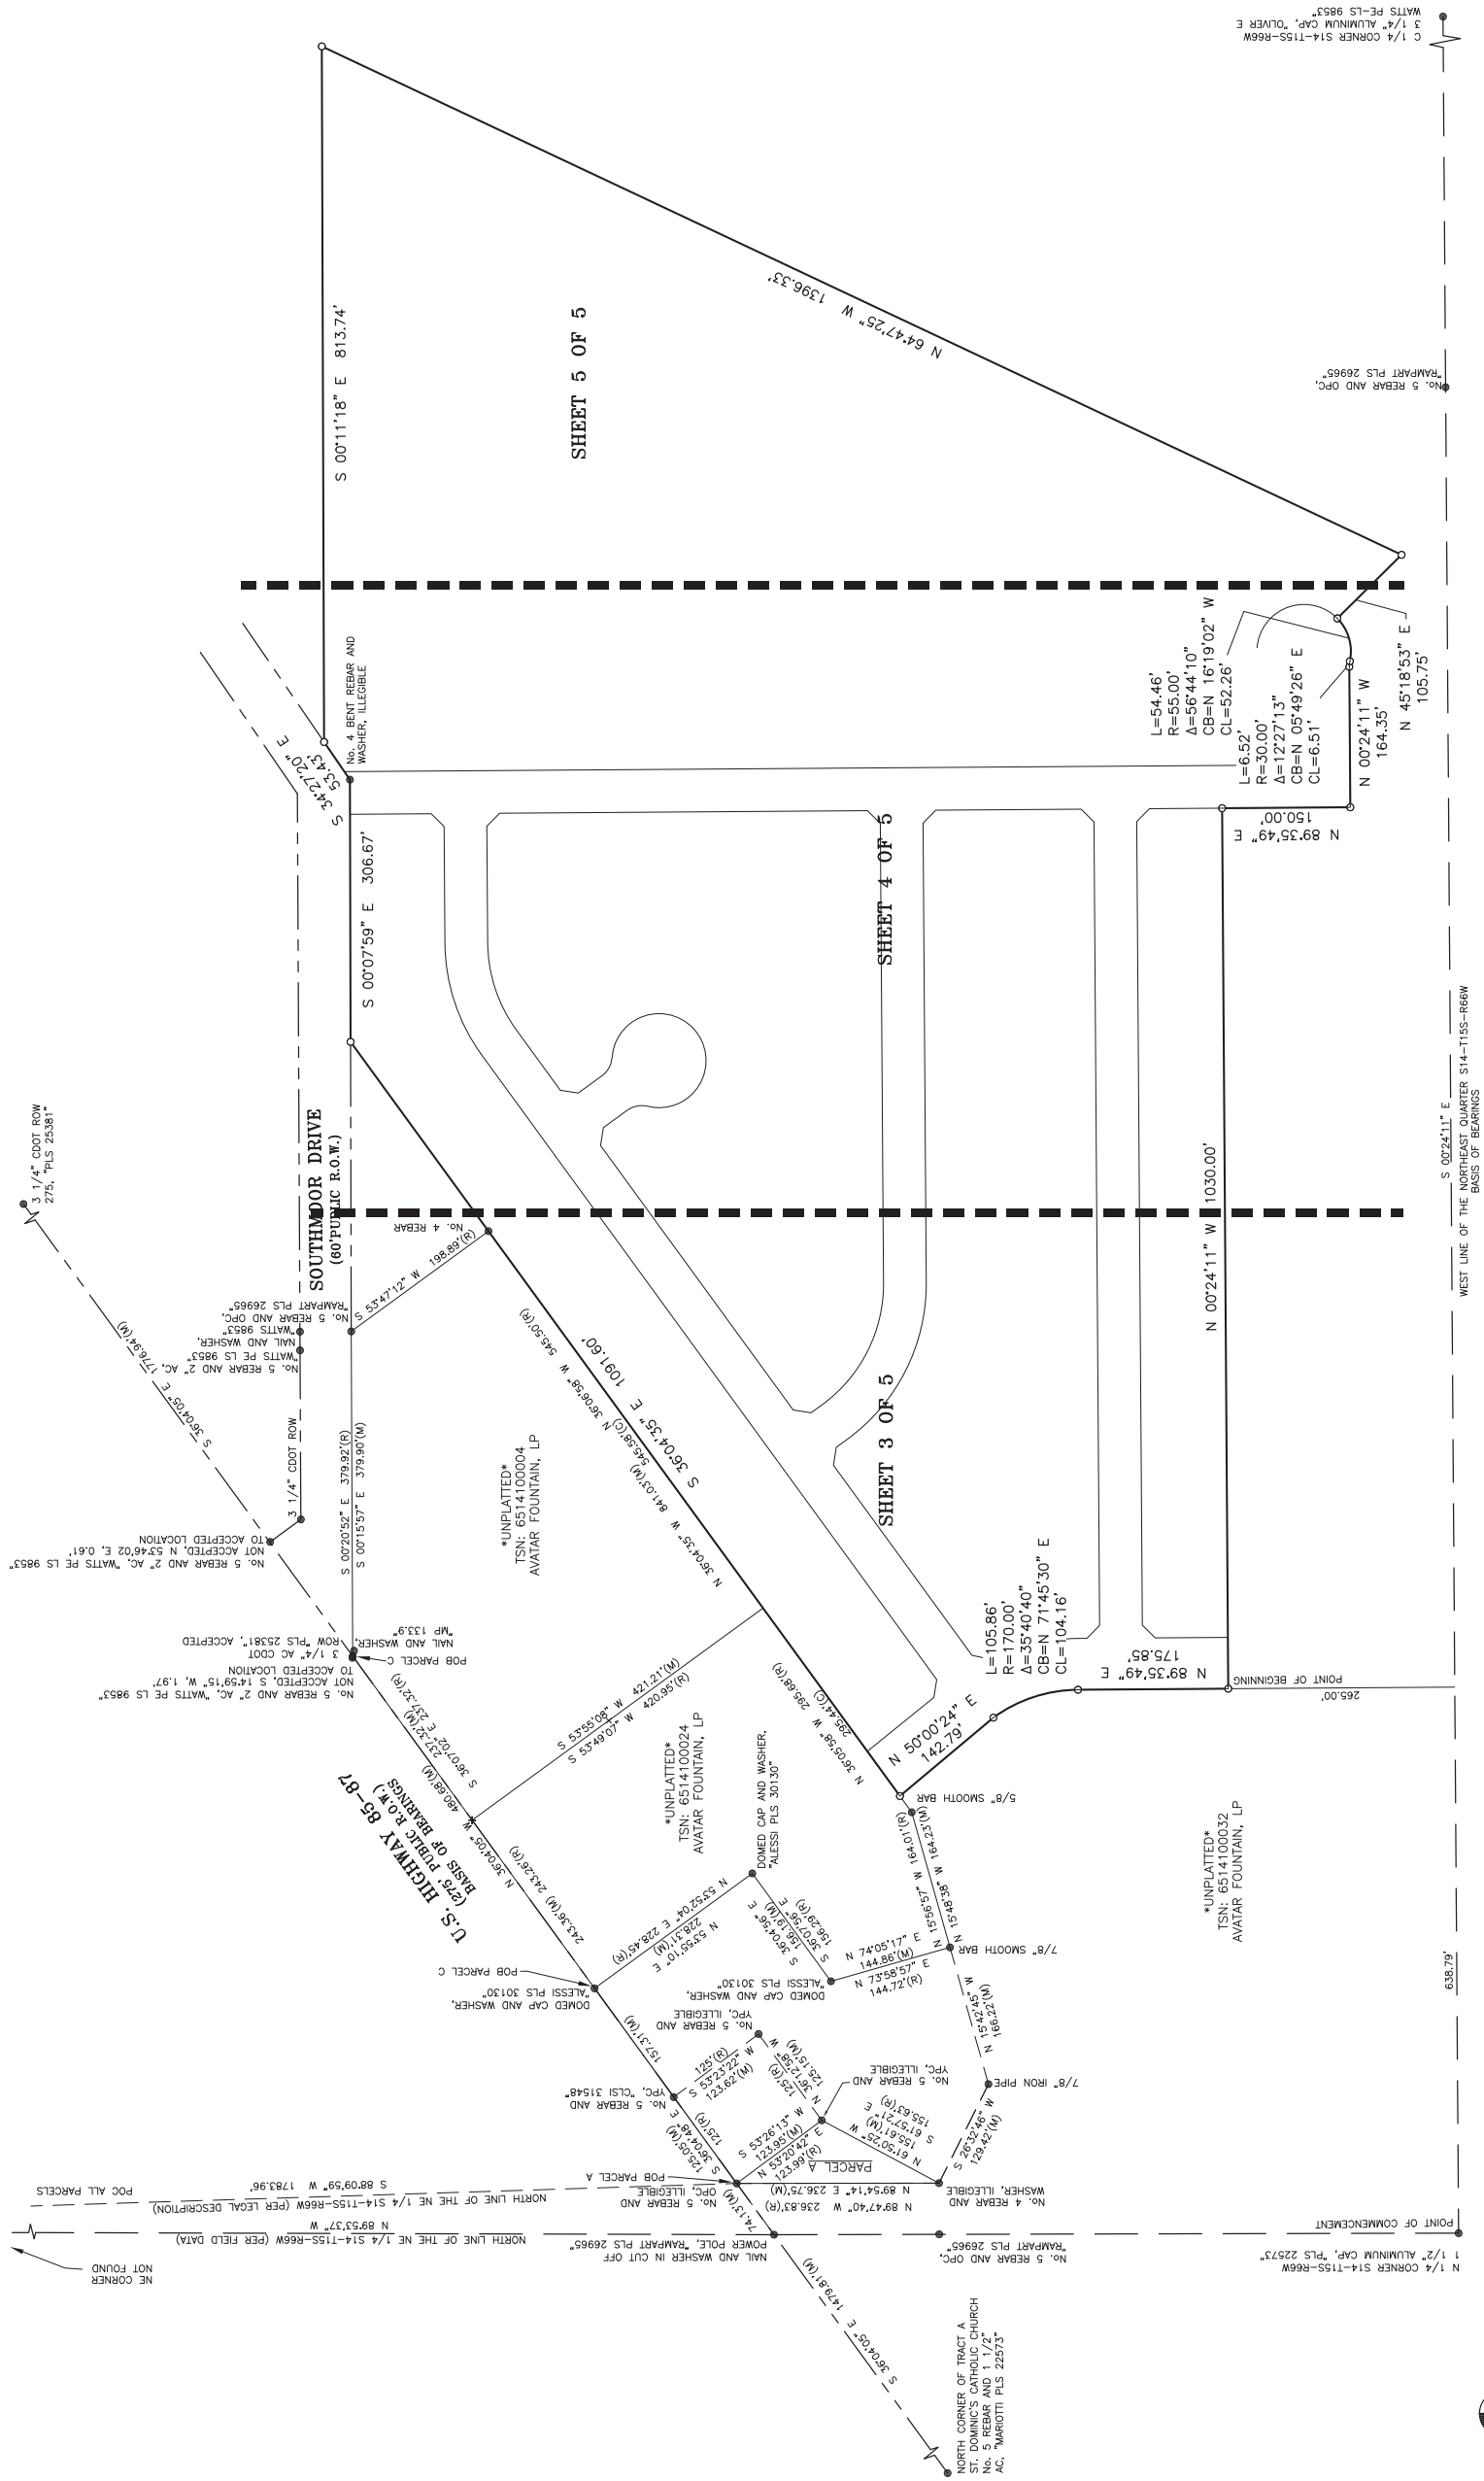 C 1/4 CORNER S14-T15S-R66W
3 1/4" ALUMINUM CAP, "OLIVER E
WATTS PE-LS 9853"
S 00°11'18" E 813.74'
SHEET 5 OF 5
N 64°47'25" W 1396.33'
No. 5 REBAR AND OPC,
"RAMPART PLS 26965"
S 34°27'20" E
53.43'
No. 4 BENT REBAR AND
WASHER, ILLEGIBLE
L=54.46'
R=55.00'
Δ=56°44'10"
CB=N 16°19'02" W
CL=52.26'
L=6.52'
R=30.00'
Δ=12°27'13"
CB=N 05°49'26" E
CL=6.51'
N 00°24'11" W
164.35'
N 45°18'53" E
105.75'
N 89°35'49" E
150.00'
S 00°07'59" E 306.67'
SHEET 4 OF 5
3 1/4" CDOT ROW
275, "PLS 25381"
SOUTHMOOR DRIVE
(60'PUBLIC R.O.W.)
S 00°24'11" E
WEST LINE OF THE NORTHEAST QUARTER S14-T15S-R66W
BASIS OF BEARINGS
N 00°24'11" W 1030.00'
No. 4 REBAR
S 53°47'12" W 198.89'(R)
No. 5 REBAR AND OPC,
"RAMPART PLS 26965"
NAIL AND WASHER,
"WATTS 9853"
No. 5 REBAR AND 2" AC,
"WATTS PE LS 9853"
S 36°04'05" E 1776.94'(M)
3 1/4" CDOT ROW
S 00°20'52" E 379.92'(R)
S 00°15'57" E 379.90'(M)
*UNPLATTED*
TSN: 6514100004
AVATAR FOUNTAIN, LP
N 36°06'58" W 545.50'(R)
545.58'(C)
S 36°04'35" E 1091.60'
N 36°04'35" W 841.03'(M)
SHEET 3 OF 5
No. 5 REBAR AND 2" AC, "WATTS PE LS 9853"
NOT ACCEPTED, N 53°46'02 E, 0.61'
TO ACCEPTED LOCATION
3 1/4" AC CDOT
ROW "PLS 25381", ACCEPTED
NAIL AND WASHER,
"MP 133.9"
POB PARCEL C
No. 5 REBAR AND 2" AC, "WATTS PE LS 9853"
NOT ACCEPTED, S 14°59'15" W, 1.97'
TO ACCEPTED LOCATION
L=105.86'
R=170.00'
Δ=35°40'40"
CB=N 71°45'30" E
CL=104.16'
N 89°35'49" E
175.85'
POINT OF BEGINNING
265.00'
N 50°00'24" E
142.79'
S 53°55'08" W 421.21'(M)
S 53°49'07" W 420.95'(R)
S 36°07'02" E 237.32'(R)
237.32'(M)
N 36°04'05" W 480.68'(M)
U.S. HIGHWAY 85-87
(275' PUBLIC R.O.W.)
BASIS OF BEARINGS
*UNPLATTED*
TSN: 6514100024
AVATAR FOUNTAIN, LP
N 36°05'58" W 295.68'(R)
295.44'(C)
5/8" SMOOTH BAR
DOMED CAP AND WASHER,
"ALESSI PLS 30130"
*UNPLATTED*
TSN: 6514100032
AVATAR FOUNTAIN, LP
243.36'(M) 243.26'(R)
N 53°52'04" E 228.45'(R)
228.31'(M)
N 53°55'10" E
S 36°04'56" E
156.19'(M)
S 36°07'56" E
156.29'(R)
N 15°56'57" W 164.01'(R)
N 15°48'38" W 164.23'(M)
7/8" SMOOTH BAR
N 74°05'17" E
144.86'(M)
N 73°58'57" E
144.72'(R)
DOMED CAP AND WASHER,
"ALESSI PLS 30130"
POB PARCEL C
DOMED CAP AND WASHER,
"ALESSI PLS 30130"
No. 5 REBAR AND
YPC ILLEGIBLE
157.31'(M)
125'(R)
S 53°23'22" W
123.62'(M)
N 36°12'58" W
125.15'(M)
125'(R)
N 15°42'45" W
166.22'(M)
7/8" IRON PIPE
No. 5 REBAR AND
YPC, ILLEGIBLE
No. 5 REBAR AND
YPC, "CLSI 31548"
S 36°04'48" E
125.05'(M)
125'(R)
S 53°26'13" W
123.95'(M)
N 53°20'42" E
123.99'(R)
PARCEL A
N 61°50'25" W
155.61'(M)
S 61°57'21" E
155.63'(R)
S 26°32'46" W
129.42'(M)
No. 4 REBAR AND
WASHER, ILLEGIBLE
N 89°54'14" E 236.75'(M)
N 89°47'40" W 236.83'(R)
POB PARCEL A
No. 5 REBAR AND
OPC, ILLEGIBLE
74.13'(M)
POC ALL PARCELS
S 88°09'59" W 1783.96'
NORTH LINE OF THE NE 1/4 S14-T15S-R66W (PER LEGAL DESCRIPTION)
N 89°53'37" W
NORTH LINE OF THE NE 1/4 S14-T15S-R66W (PER FIELD DATA)
NE CORNER
NOT FOUND
NAIL AND WASHER IN CUT OFF
POWER POLE, "RAMPART PLS 26965"
No. 5 REBAR AND OPC,
"RAMPART PLS 26965"
638.79'
POINT OF COMMENCEMENT
N 1/4 CORNER S14-T15S-R66W
1 1/2" ALUMINUM CAP, "PLS 22573"
S 36°04'05" E 1479.81'(M)
NORTH CORNER OF TRACT A
ST. DOMINIC'S CATHOLIC CHURCH
No. 5 REBAR AND 1 1/2"
AC, "MARIOTTI PLS 22573"